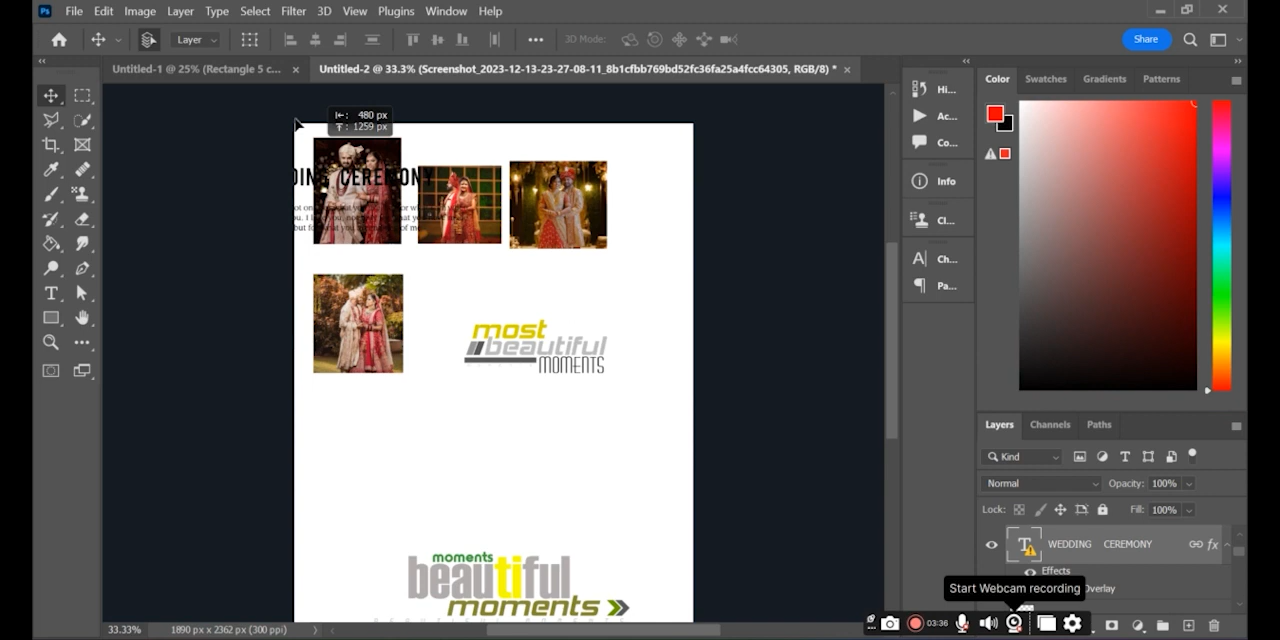 File Edit Image Layer Type Select Filter 3D View Plugins Window Help
Layer
3D Mode:
Share
Untitled-1 @ 25% (Rectangle 5 c...
Untitled-2 @ 33.3% (Screenshot_2023-12-13-23-27-08-11_8b1cfbb769bd52fc36fa25a4fcc64305, RGB/8) *
480 px
1259 px
DING CEREMONY
most
beautiful
MOMENTS
moments
beautiful
moments
Hi...
Ac...
Co...
Info
Cl...
Ch...
Pa...
Color Swatches Gradients Patterns
Layers Channels Paths
Kind
Normal Opacity: 100%
Lock: Fill: 100%
WEDDING CEREMONY fx
Effects
Overlay
Start Webcam recording
03:36
33.33% 1890 px x 2362 px (300 ppi)